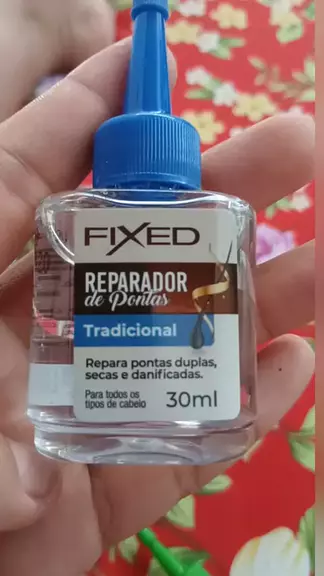 FIXED
REPARADOR
de Pontas
Tradicional
Repara pontas duplas,
secas e danificadas.
Para todos os
tipos de cabelo
30ml